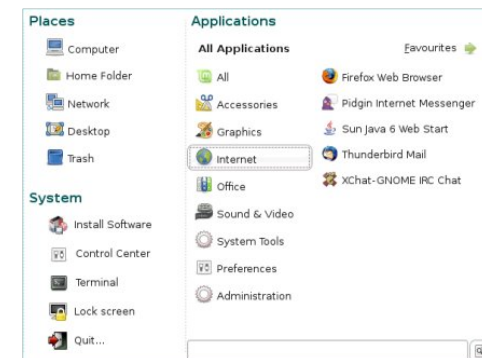 Places
Computer
Home Folder
Network
Desktop
Trash
System
Install Software
Control Center
Terminal
Lock screen
Quit...
Applications
All Applications
Favourites
All
Accessories
Graphics
Internet
Office
Sound & Video
System Tools
Preferences
Administration
Firefox Web Browser
Pidgin Internet Messenger
Sun Java 6 Web Start
Thunderbird Mail
XChat-GNOME IRC Chat